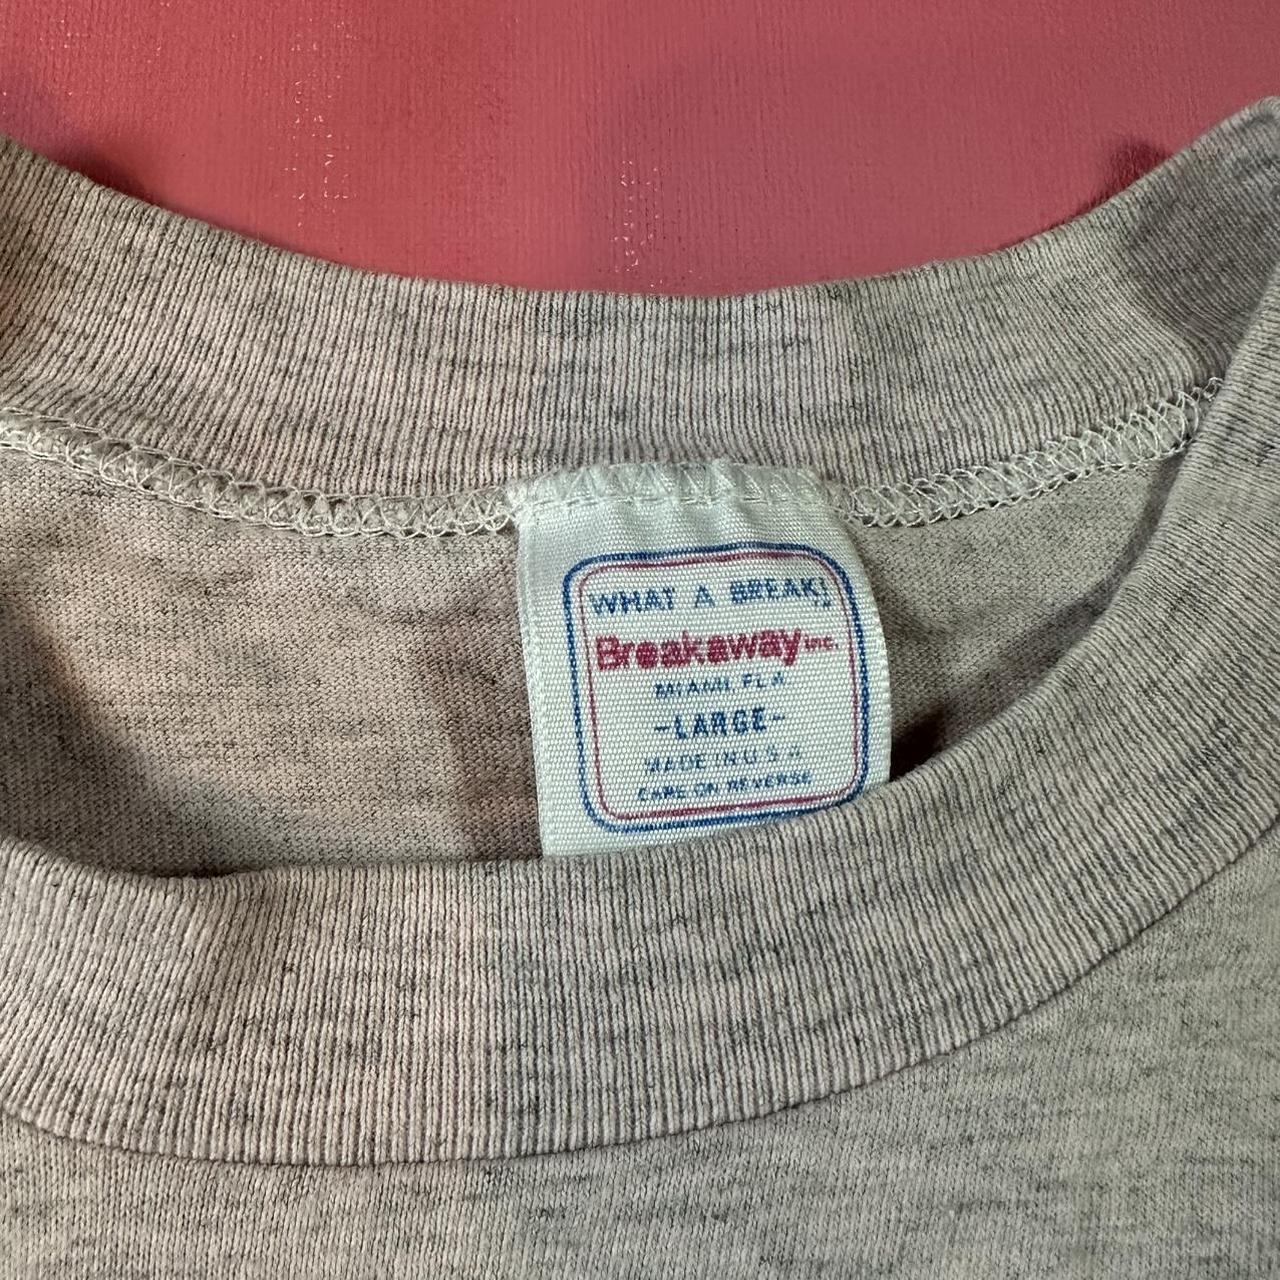 WHAT A BREAK!
Breakaway inc.
MIAMI, FLA
-LARGE-
MADE IN U.S.A
CARE ON REVERSE